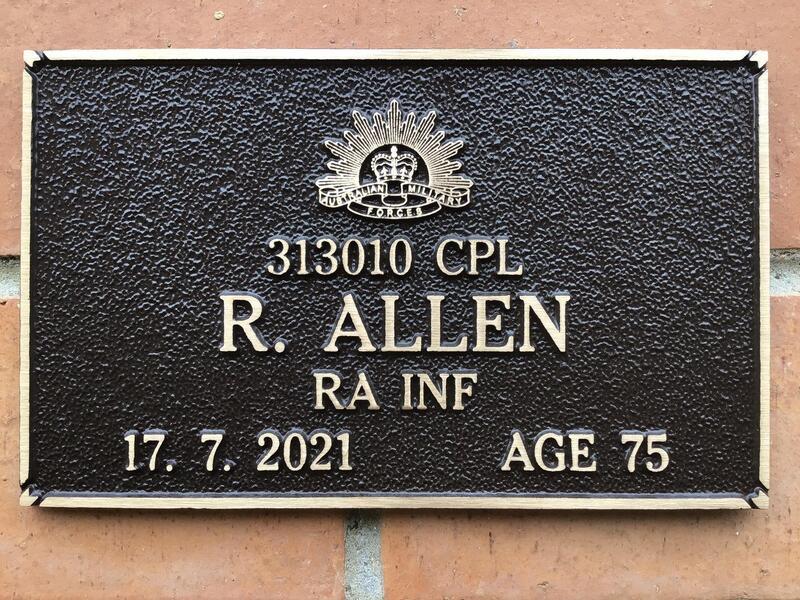 AUSTRALIAN MILITARY
FORCES
313010 CPL
R. ALLEN
RA INF
17. 7. 2021 AGE 75